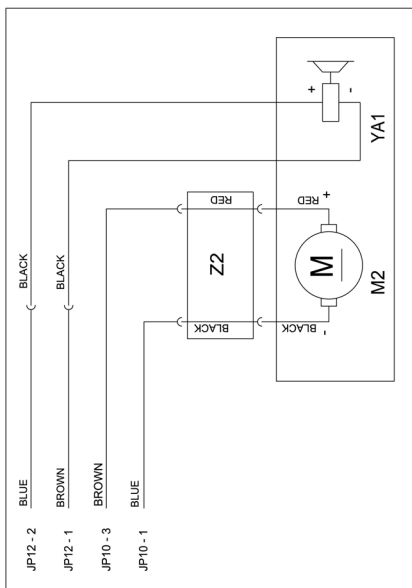 +
-
YA1
BLACK
BLACK
RED
RED
+
Z2
M
M2
BLACK
BLACK
-
BLUE
BROWN
BROWN
BLUE
JP12 - 2
JP12 - 1
JP10 - 3
JP10 - 1